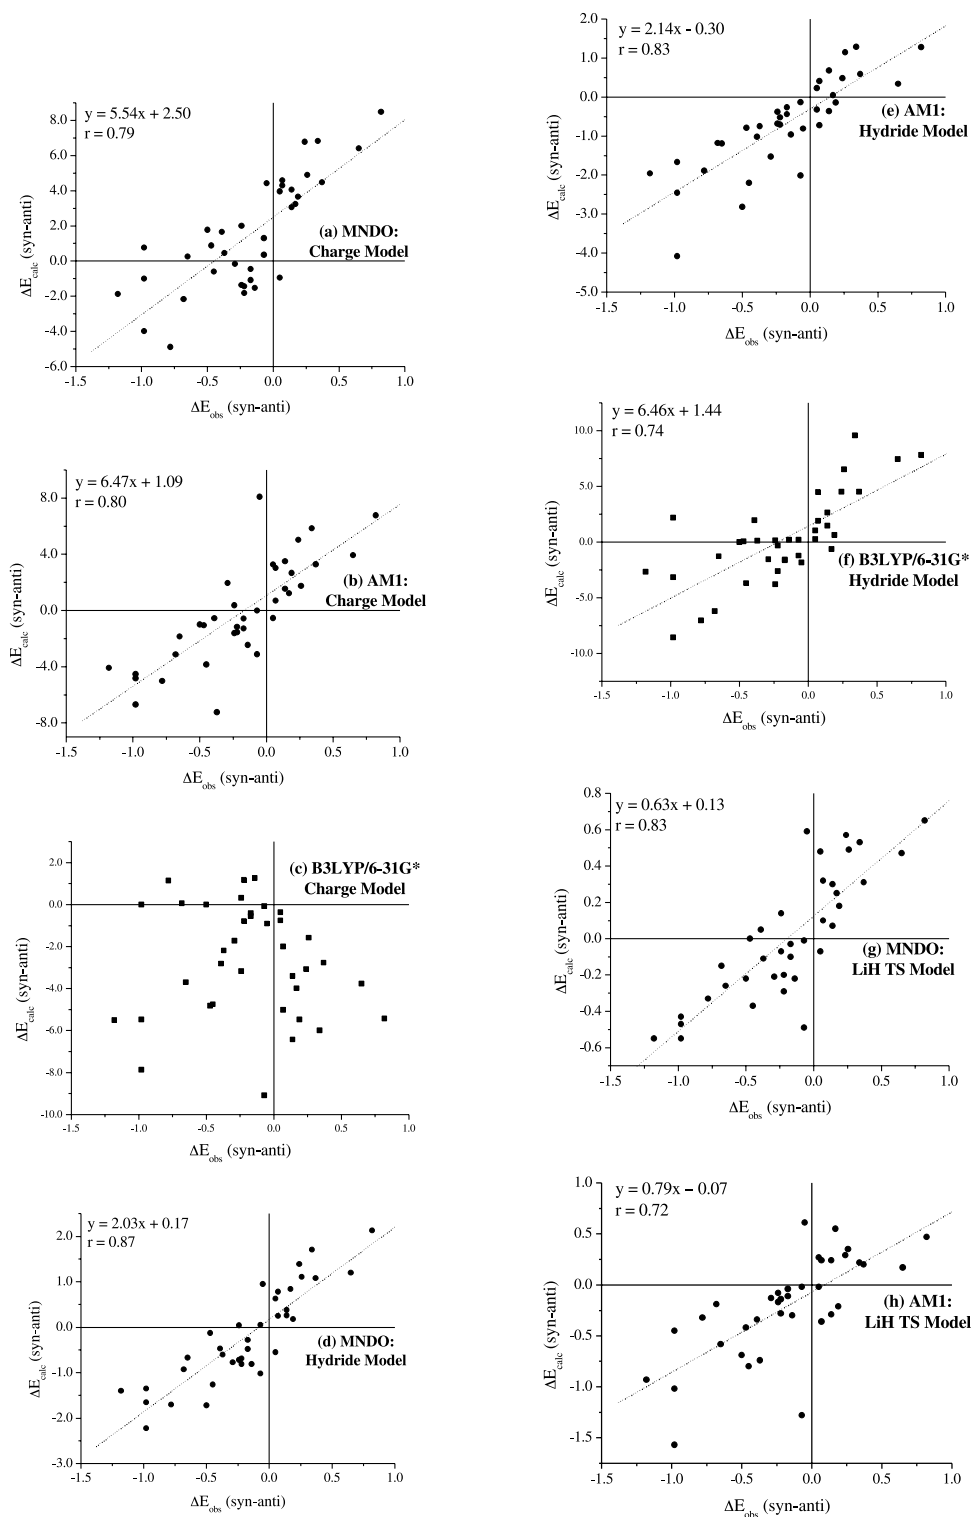 y = 5.54x + 2.50
r = 0.79
8.0
6.0
4.0
2.0
0.0
-2.0
-4.0
-6.0
(a) MNDO:
Charge Model
-1.5 -1.0 -0.5 0.0 0.5 1.0
ΔEcalc (syn-anti)
ΔEobs (syn-anti)
y = 6.47x + 1.09
r = 0.80
8.0
4.0
0.0
-4.0
-8.0
(b) AM1:
Charge Model
-1.5 -1.0 -0.5 0.0 0.5 1.0
ΔEcalc (syn-anti)
ΔEobs (syn-anti)
2.0
0.0
-2.0
-4.0
-6.0
-8.0
-10.0
(c) B3LYP/6-31G*
Charge Model
-1.5 -1.0 -0.5 0.0 0.5 1.0
ΔEcalc (syn-anti)
ΔEobs (syn-anti)
y = 2.03x + 0.17
r = 0.87
2.0
1.0
0.0
-1.0
-2.0
-3.0
(d) MNDO:
Hydride Model
-1.5 -1.0 -0.5 0.0 0.5 1.0
ΔEcalc (syn-anti)
ΔEobs (syn-anti)
y = 2.14x - 0.30
r = 0.83
2.0
1.0
0.0
-1.0
-2.0
-3.0
-4.0
-5.0
(e) AM1:
Hydride Model
-1.5 -1.0 -0.5 0.0 0.5 1.0
ΔEcalc (syn-anti)
ΔEobs (syn-anti)
y = 6.46x + 1.44
r = 0.74
10.0
5.0
0.0
-5.0
-10.0
(f) B3LYP/6-31G*
Hydride Model
-1.5 -1.0 -0.5 0.0 0.5 1.0
ΔEcalc (syn-anti)
ΔEobs (syn-anti)
y = 0.63x + 0.13
r = 0.83
0.8
0.6
0.4
0.2
0.0
-0.2
-0.4
-0.6
(g) MNDO:
LiH TS Model
-1.5 -1.0 -0.5 0.0 0.5 1.0
ΔEcalc (syn-anti)
ΔEobs (syn-anti)
y = 0.79x − 0.07
r = 0.72
1.0
0.5
0.0
-0.5
-1.0
-1.5
(h) AM1:
LiH TS Model
-1.5 -1.0 -0.5 0.0 0.5 1.0
ΔEcalc (syn-anti)
ΔEobs (syn-anti)